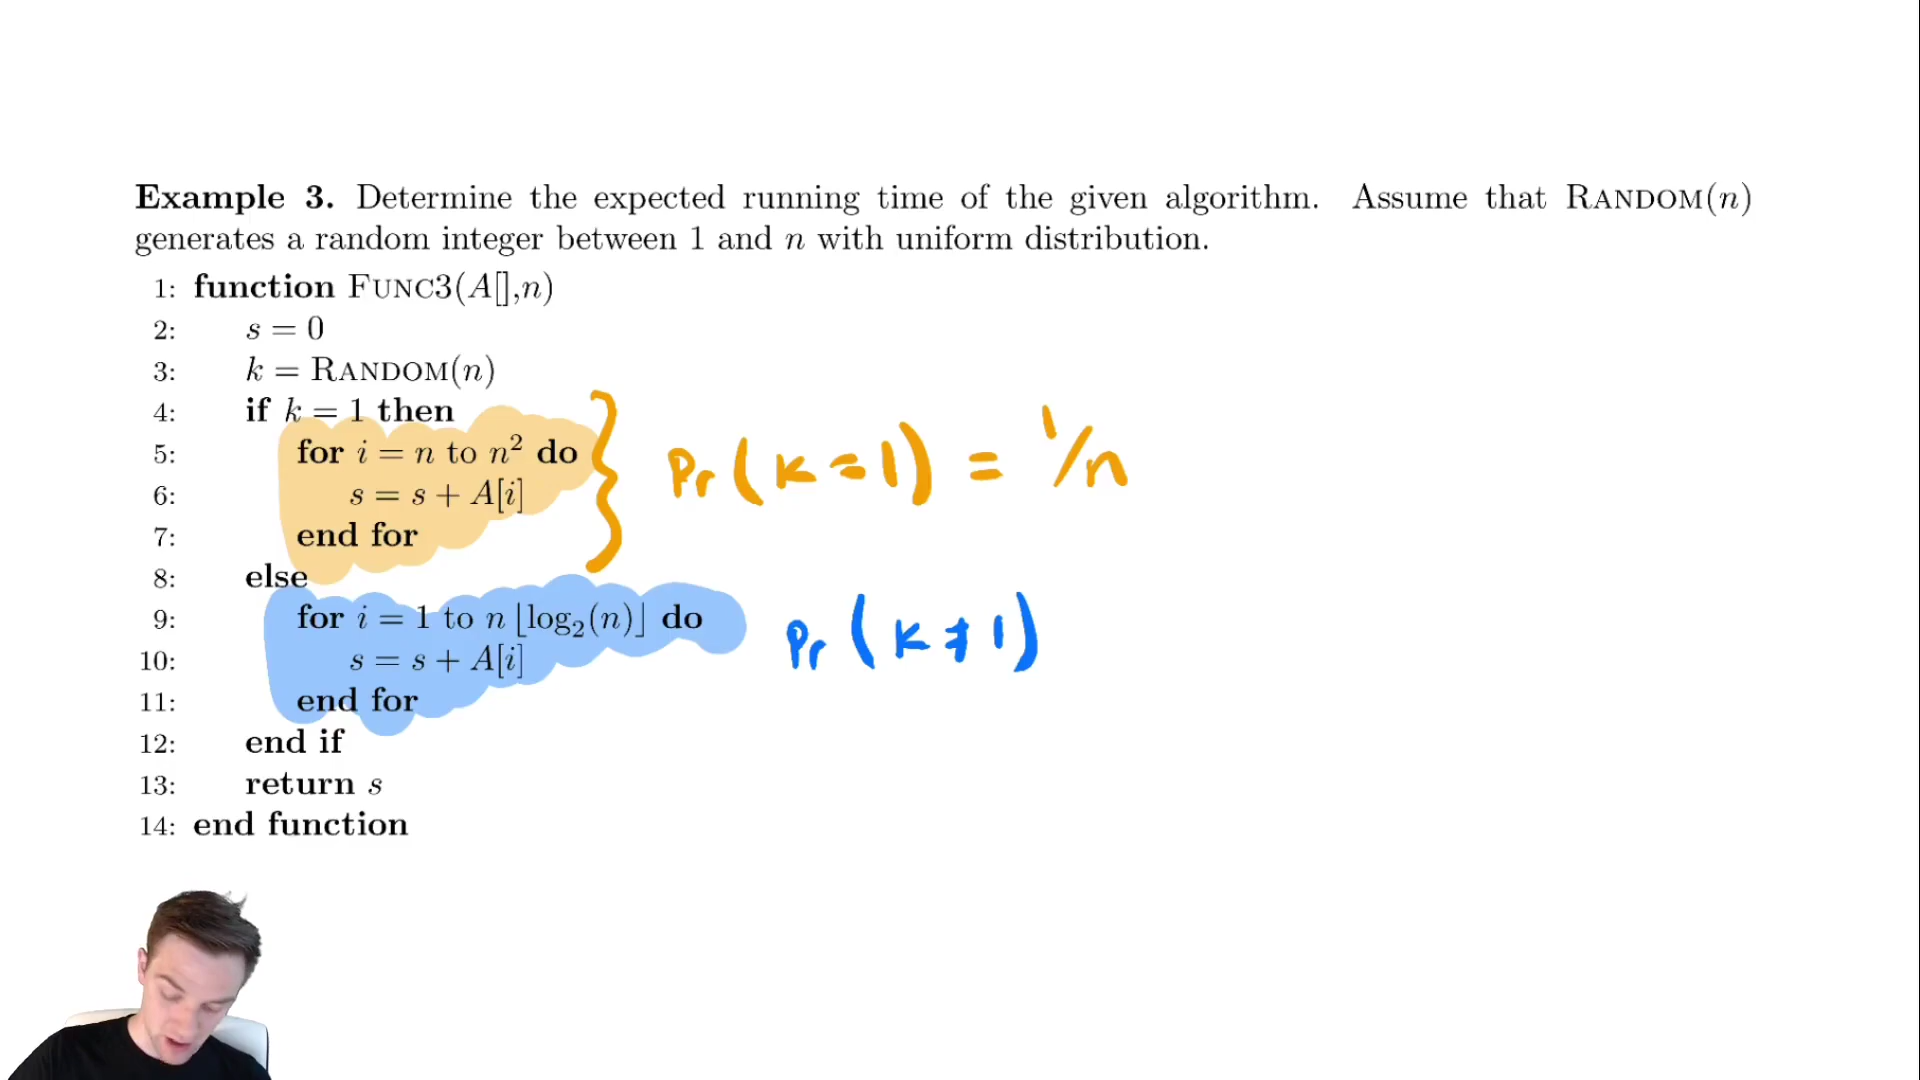 Example 3. Determine the expected running time of the given algorithm. Assume that RANDOM(n)
generates a random integer between 1 and n with uniform distribution.
1: function FUNC3(A[],n)
2: s = 0
3: k = RANDOM(n)
4: if k = 1 then
5: for i = n to n² do
6: s = s + A[i]
7: end for
Pr(k=1) = 1/n
8: else
9: for i = 1 to n ⌊log₂(n)⌋ do
10: s = s + A[i]
11: end for
Pr(k≠1)
12: end if
13: return s
14: end function